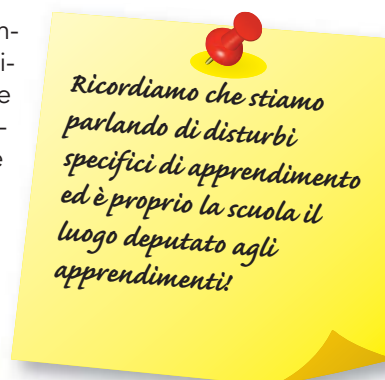 n-
i-
e
-
e
Ricordiamo che stiamo
parlando di disturbi
specifici di apprendimento
ed è proprio la scuola il
luogo deputato agli
apprendimenti!